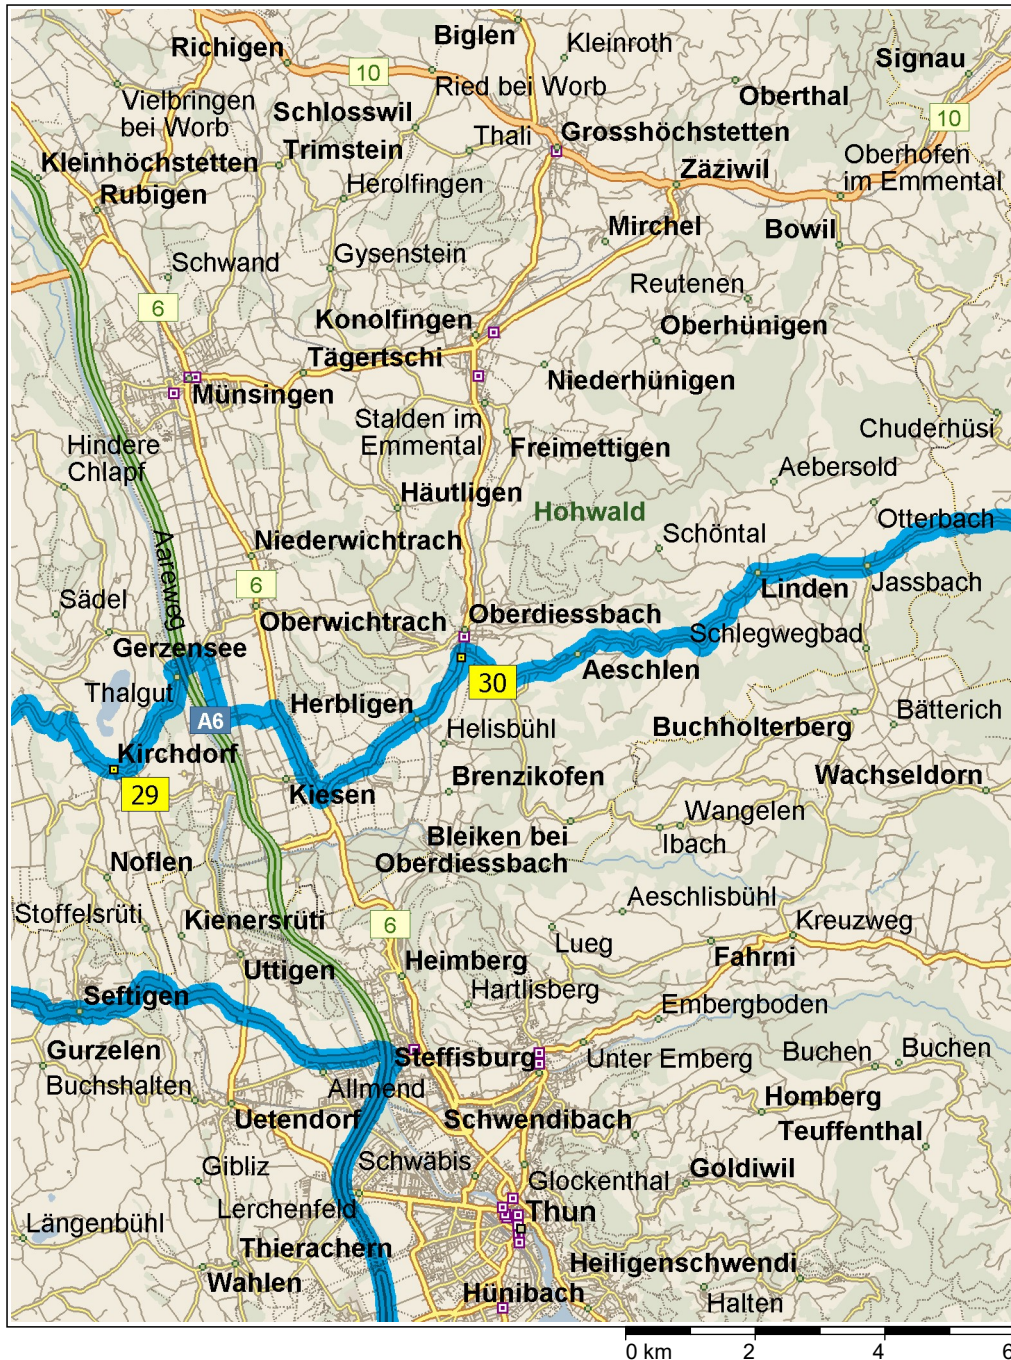 Richigen
Biglen
Kleinroth
Signau
10
Ried bei Worb
Oberthal
Vielbringen
bei Worb
Schlosswil
10
Thali
Grosshöchstetten
Trimstein
Oberhofen
im Emmental
Kleinhöchstetten
Zäziwil
Rubigen
Herolfingen
Mirchel
Bowil
Schwand
Gysenstein
Reutenen
6
Konolfingen
Oberhünigen
Tägertschi
Niederhünigen
Münsingen
Stalden im
Emmental
Chuderhüsi
Hindere
Chlapf
Freimettigen
Aebersold
Häutligen
Hohwald
Otterbach
Schöntal
Niederwichtrach
Aareweg
6
Linden
Jassbach
Sädel
Oberwichtrach
Oberdiessbach
Schlegwegbad
Gerzensee
Aeschlen
Thalgut
30
Herbligen
A6
Helisbühl
Buchholterberg
Bätterich
Kirchdorf
29
Kiesen
Brenzikofen
Wachseldorn
Wangelen
Bleiken bei
Oberdiessbach
Ibach
Noflen
Aeschlisbühl
Stoffelsrüti
Kienersrüti
6
Kreuzweg
Lueg
Fahrni
Uttigen
Heimberg
Seftigen
Hartlisberg
Embergboden
Gurzelen
Steffisburg
Unter Emberg
Buchen
Buchen
Buchshalten
Allmend
Homberg
Uetendorf
Schwendibach
Teuffenthal
Gibliz
Schwäbis
Goldiwil
Glockenthal
Lerchenfeld
Thun
Längenbühl
Thierachern
Heiligenschwendi
Wahlen
Hünibach
Halten
0 km
2
4
6